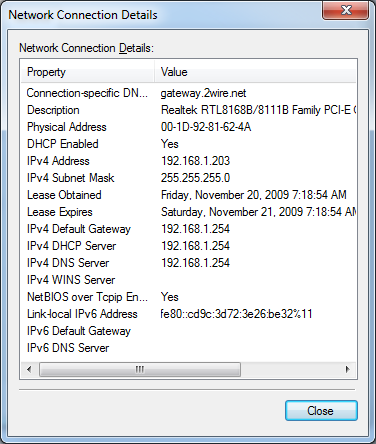 Network Connection Details
Network Connection Details:
Property Value
Connection-specific DN... gateway.2wire.net
Description Realtek RTL8168B/8111B Family PCI-E
Physical Address 00-1D-92-81-62-4A
DHCP Enabled Yes
IPv4 Address 192.168.1.203
IPv4 Subnet Mask 255.255.255.0
Lease Obtained Friday, November 20, 2009 7:18:54 AM
Lease Expires Saturday, November 21, 2009 7:18:54 AM
IPv4 Default Gateway 192.168.1.254
IPv4 DHCP Server 192.168.1.254
IPv4 DNS Server 192.168.1.254
IPv4 WINS Server
NetBIOS over Tcpip En... Yes
Link-local IPv6 Address fe80::cd9c:3d72:3e26:be32%11
IPv6 Default Gateway
IPv6 DNS Server
Close